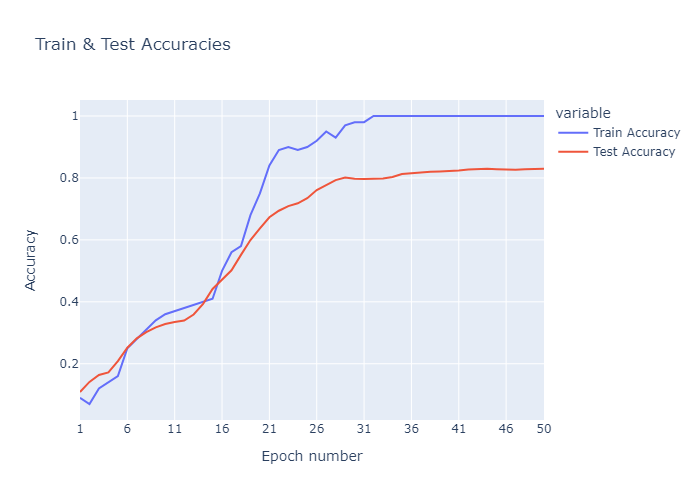 Train & Test Accuracies
variable
Train Accuracy
Test Accuracy
Accuracy
1
0.8
0.6
0.4
0.2
1 6 11 16 21 26 31 36 41 46 50
Epoch number